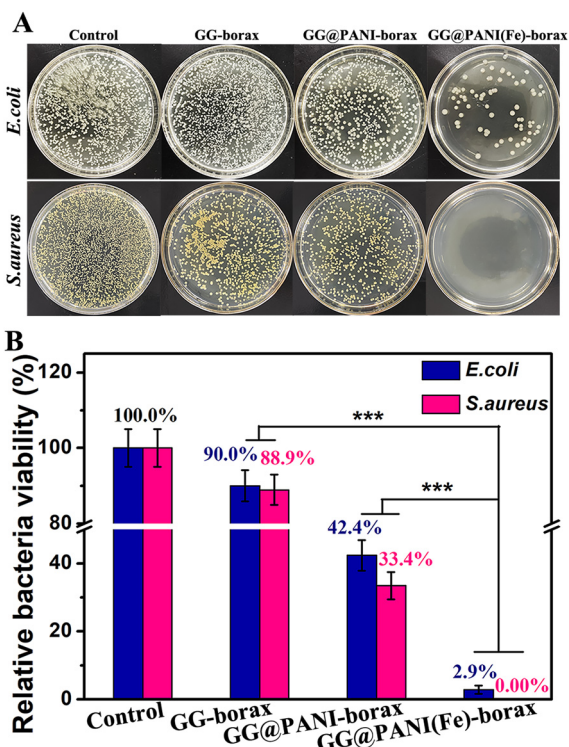 A
Control GG-borax GG@PANI-borax GG@PANI(Fe)-borax
E.coli
S.aureus
B
Relative bacteria viability (%)
120
100
80
40
20
0
E.coli
S.aureus
100.0%
90.0% 88.9%
42.4% 33.4%
2.9% 0.00%
***
***
Control GG-borax GG@PANI-borax GG@PANI(Fe)-borax